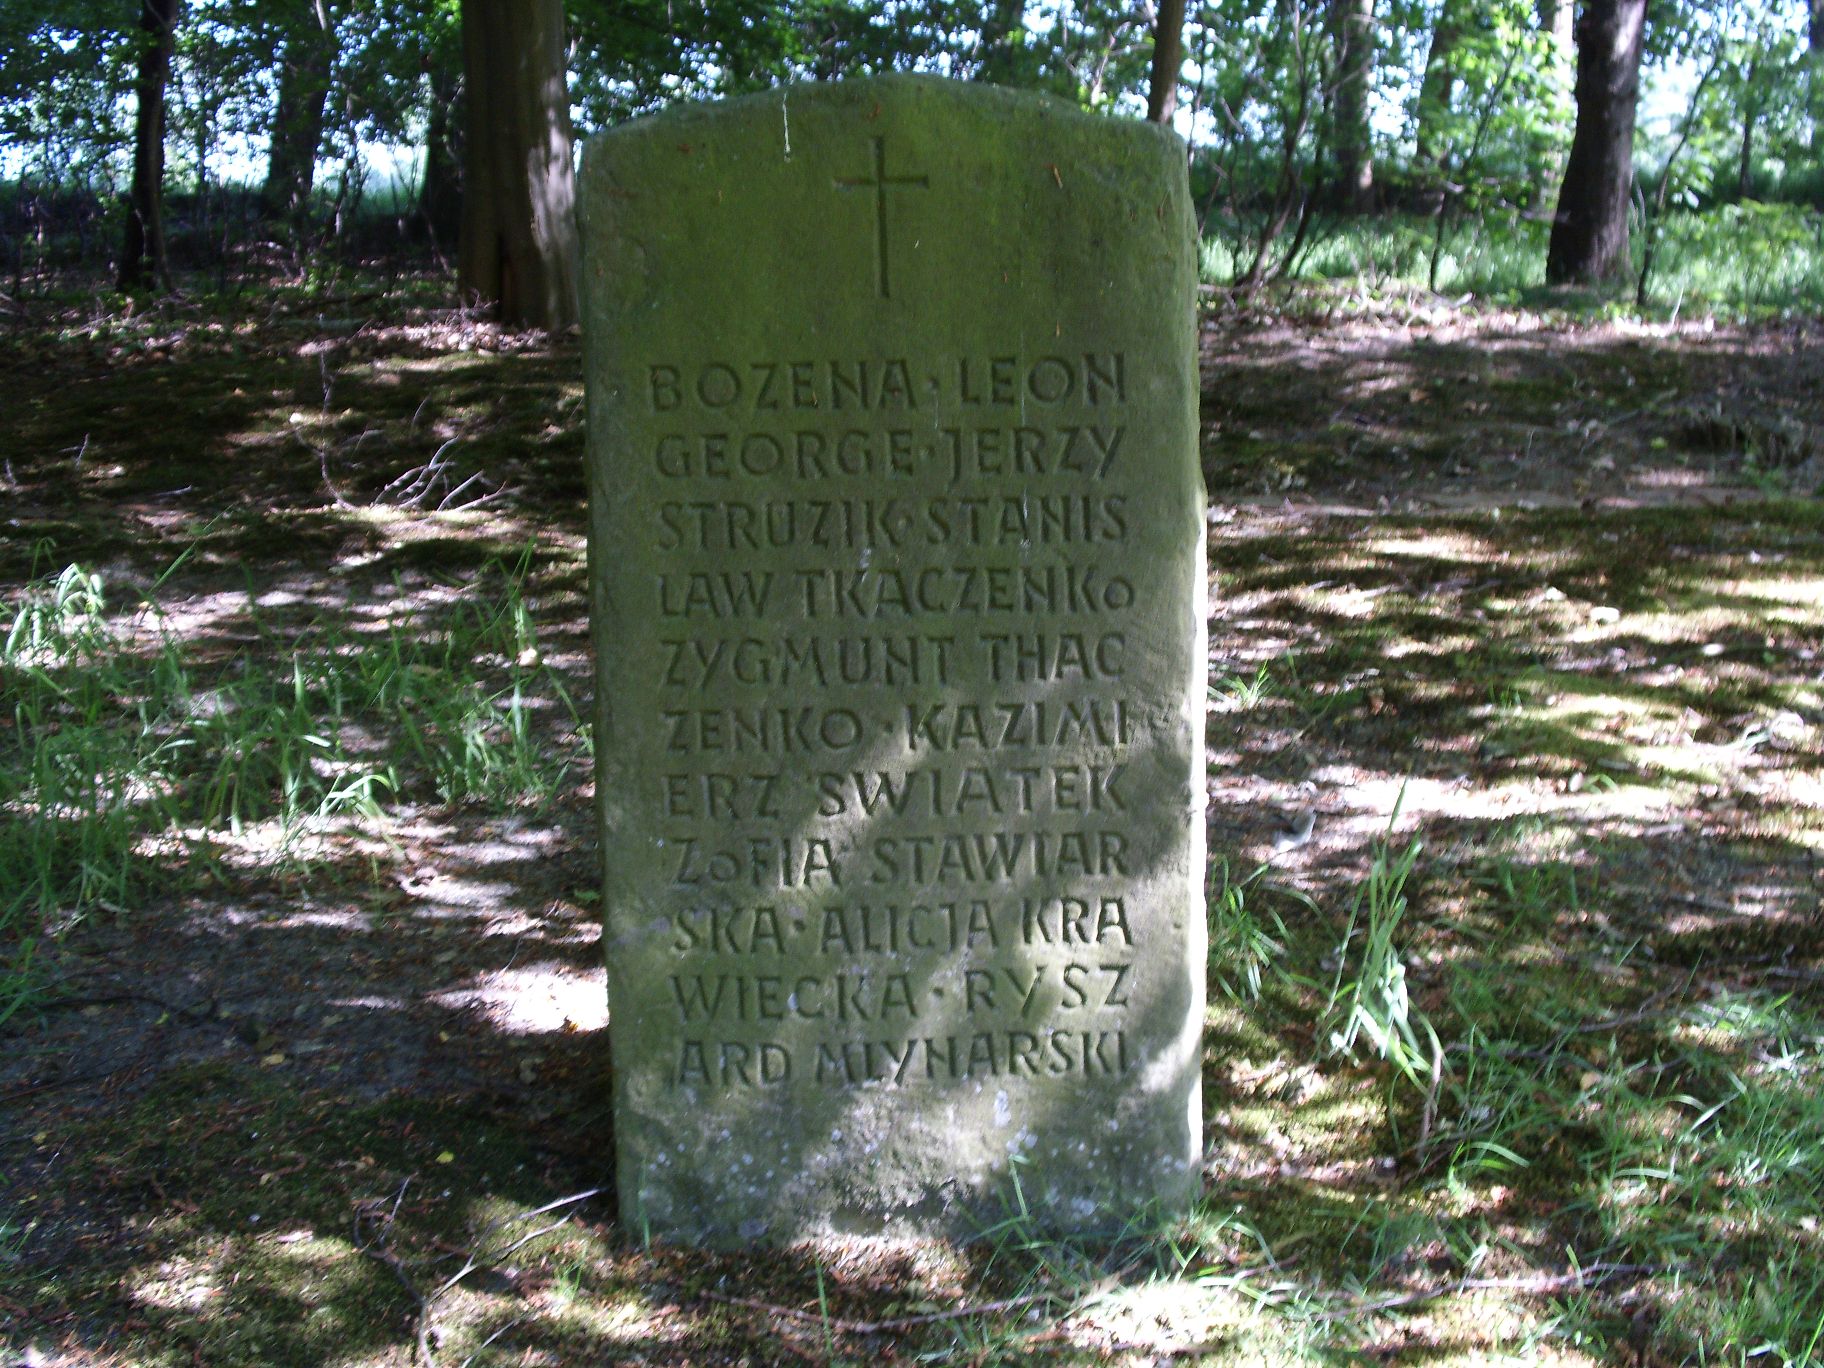 BOZENA · LEON
GEORGE · JERZY
STRUZIK · STANIS
LAW TKACZENKO
ZYGMUNT THAC
ZENKO · KAZIMI
ERZ SWIATEK
ZOFIA STAWIAR
SKA · ALICJA KRA
WIECKA · RYSZ
ARD MLYNARSKI